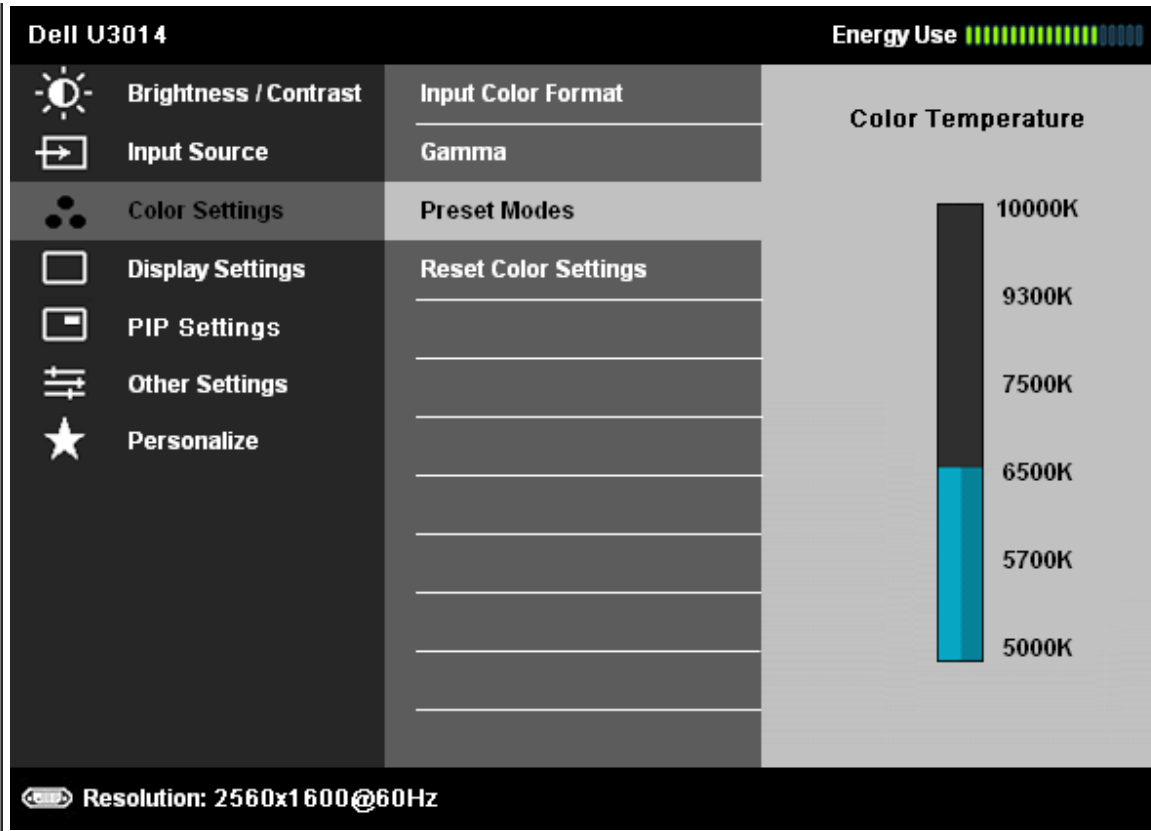 Dell U3014
Energy Use
Brightness / Contrast
Input Source
Color Settings
Display Settings
PIP Settings
Other Settings
Personalize
Input Color Format
Gamma
Preset Modes
Reset Color Settings
Color Temperature
10000K
9300K
7500K
6500K
5700K
5000K
Resolution: 2560x1600@60Hz